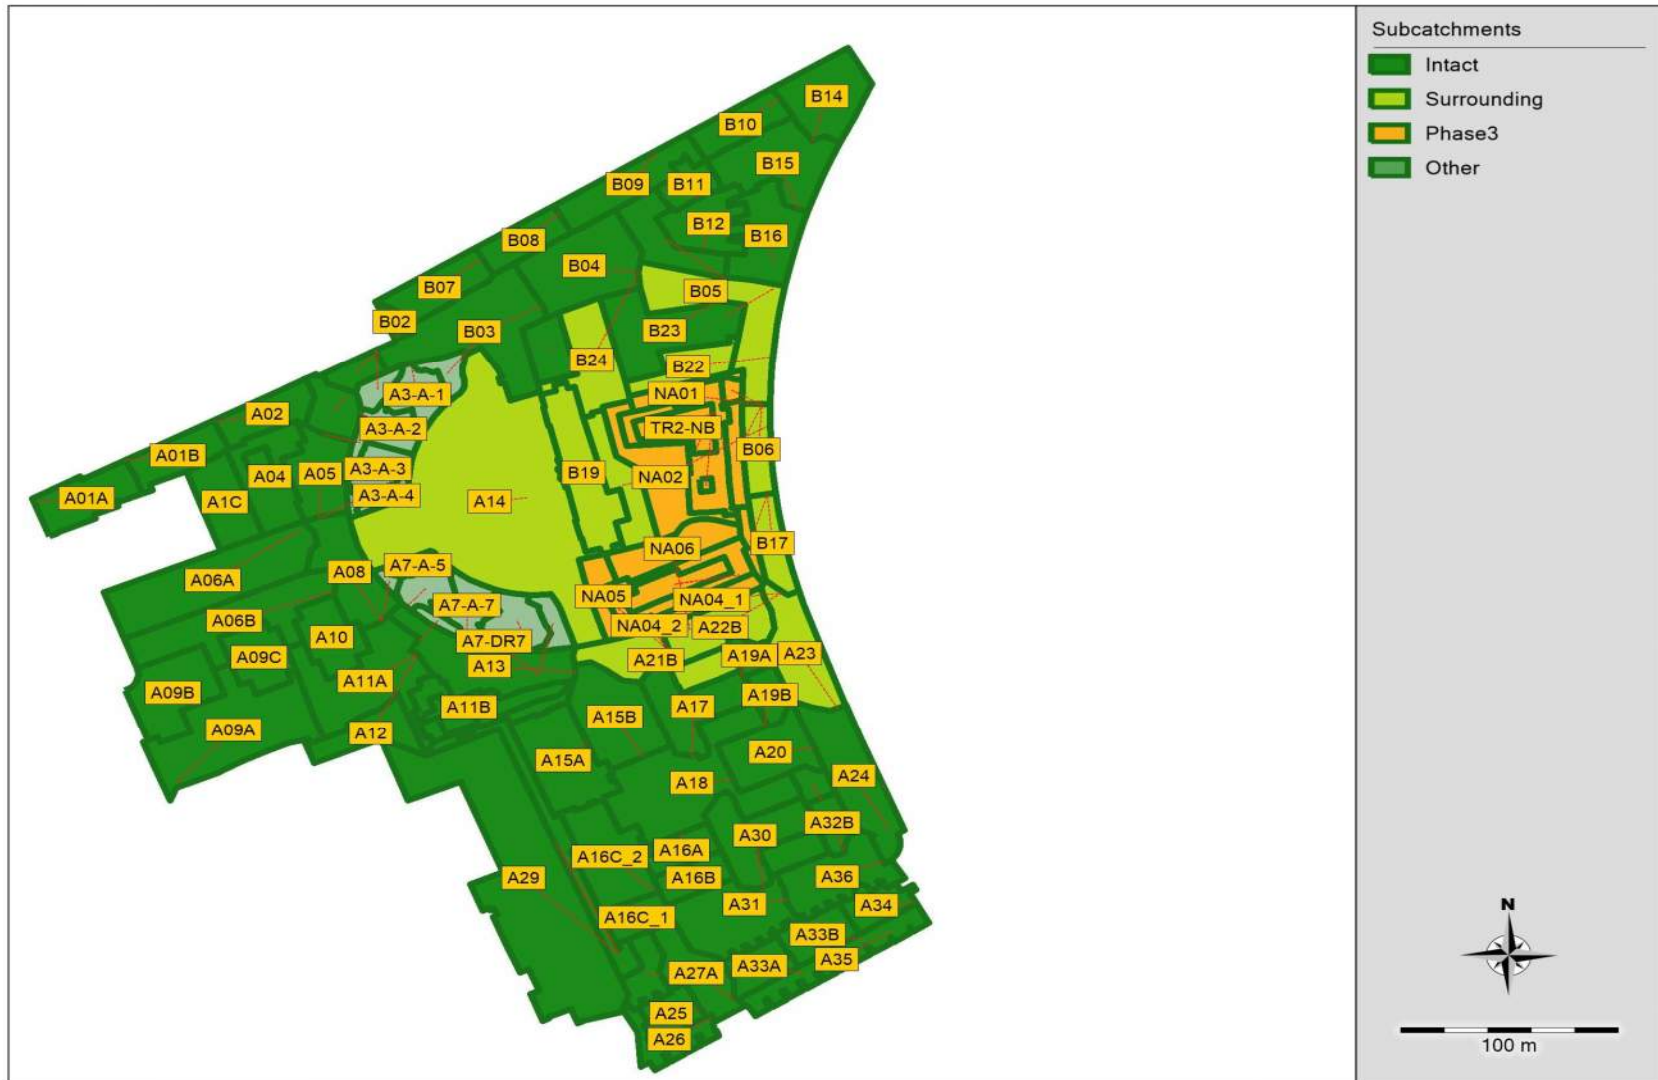 Subcatchments
Intact
Surrounding
Phase3
Other
B14
B10
B15
B09
B11
B12
B16
B08
B04
B07
B05
B02
B03
B23
B24
B22
A3-A-1
NA01
A02
A3-A-2
TR2-NB
A01B
B06
A04
A05
A3-A-3
B19
NA02
A01A
A1C
A3-A-4
A14
NA06
B17
A06A
A08
A7-A-5
NA05
NA04_1
A7-A-7
A06B
NA04_2
A22B
A10
A7-DR7
A09C
A13
A21B
A19A
A23
A09B
A11A
A19B
A11B
A17
A15B
A09A
A12
A20
A15A
A18
A24
A32B
A30
A16C_2
A16A
A29
A16B
A36
A31
A34
A16C_1
A33B
A35
A27A
A33A
A25
A26
N
100 m